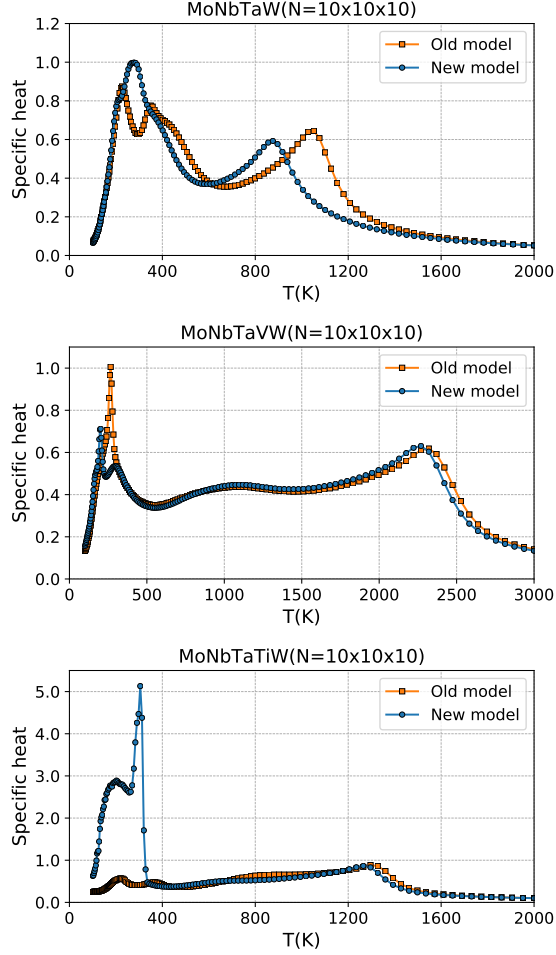 MoNbTaW(N=10x10x10)
1.2
1.0
0.8
0.6
0.4
0.2
0.0
Specific heat
Old model
New model
0 400 800 1200 1600 2000
T(K)
MoNbTaVW(N=10x10x10)
1.0
0.8
0.6
0.4
0.2
0.0
Specific heat
Old model
New model
0 500 1000 1500 2000 2500 3000
T(K)
MoNbTaTiW(N=10x10x10)
5.0
4.0
3.0
2.0
1.0
0.0
Specific heat
Old model
New model
0 400 800 1200 1600 2000
T(K)